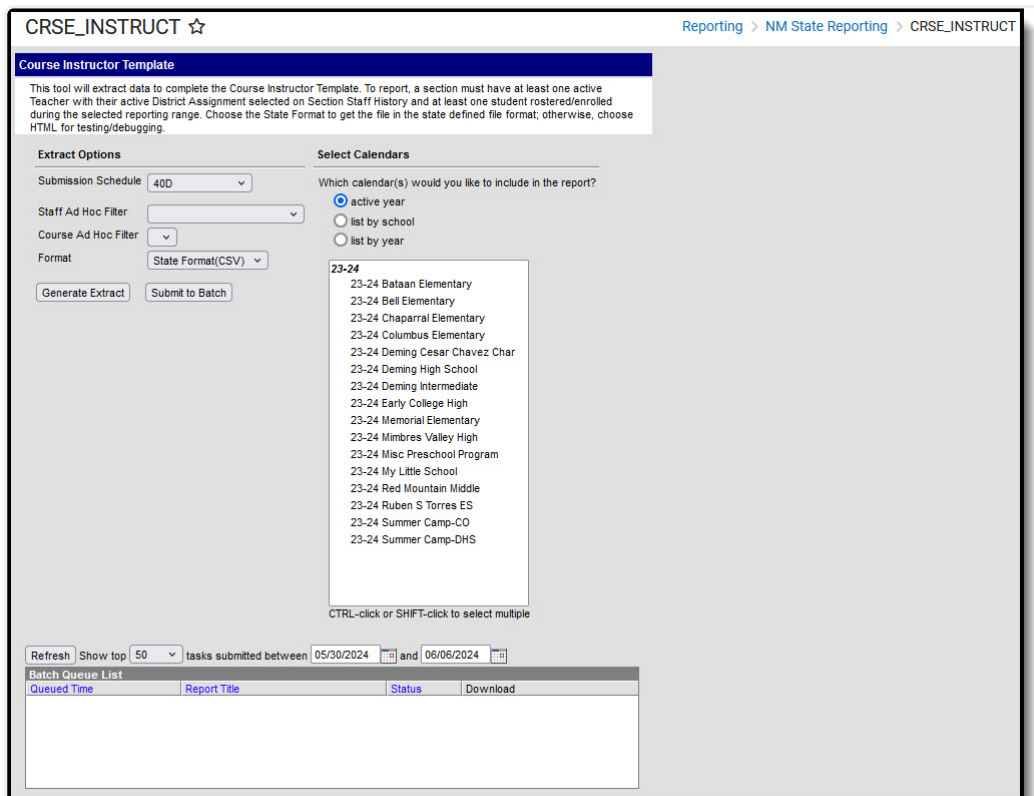 CRSE_INSTRUCT ☆
Reporting > NM State Reporting > CRSE_INSTRUCT
Course Instructor Template
This tool will extract data to complete the Course Instructor Template. To report, a section must have at least one active
Teacher with their active District Assignment selected on Section Staff History and at least one student rostered/enrolled
during the selected reporting range. Choose the State Format to get the file in the state defined file format; otherwise, choose
HTML for testing/debugging.
Extract Options
Submission Schedule 40D
Staff Ad Hoc Filter
Course Ad Hoc Filter
Format State Format(CSV)
Generate Extract Submit to Batch
Select Calendars
Which calendar(s) would you like to include in the report?
active year
list by school
list by year
23-24
23-24 Bataan Elementary
23-24 Bell Elementary
23-24 Chaparral Elementary
23-24 Columbus Elementary
23-24 Deming Cesar Chavez Char
23-24 Deming High School
23-24 Deming Intermediate
23-24 Early College High
23-24 Memorial Elementary
23-24 Mimbres Valley High
23-24 Misc Preschool Program
23-24 My Little School
23-24 Red Mountain Middle
23-24 Ruben S Torres ES
23-24 Summer Camp-CO
23-24 Summer Camp-DHS
CTRL-click or SHIFT-click to select multiple
Refresh Show top 50 tasks submitted between 05/30/2024 and 06/06/2024
Batch Queue List
Queued Time Report Title Status Download